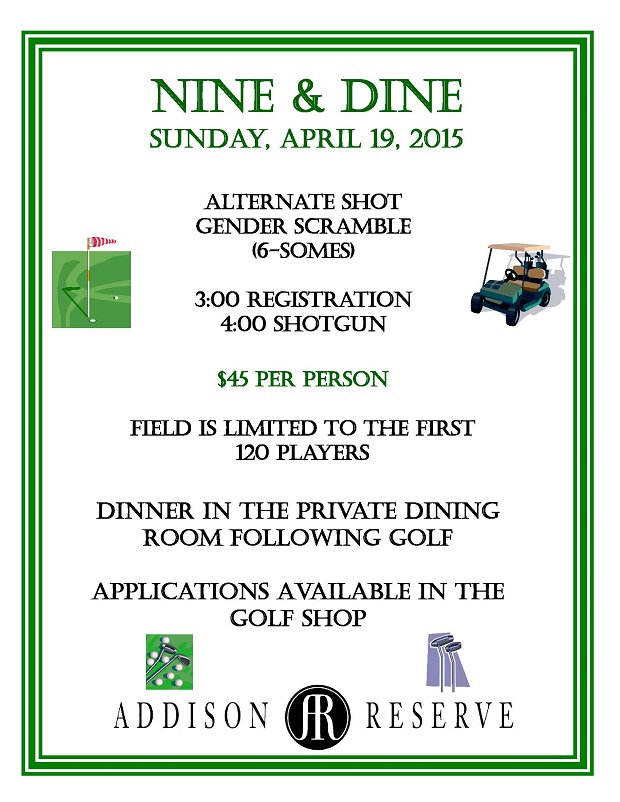 NINE & DINE
SUNDAY, APRIL 19, 2015
ALTERNATE SHOT
GENDER SCRAMBLE
(6-SOMES)
3:00 REGISTRATION
4:00 SHOTGUN
$45 PER PERSON
FIELD IS LIMITED TO THE FIRST
120 PLAYERS
DINNER IN THE PRIVATE DINING
ROOM FOLLOWING GOLF
APPLICATIONS AVAILABLE IN THE
GOLF SHOP
ADDISON AR RESERVE